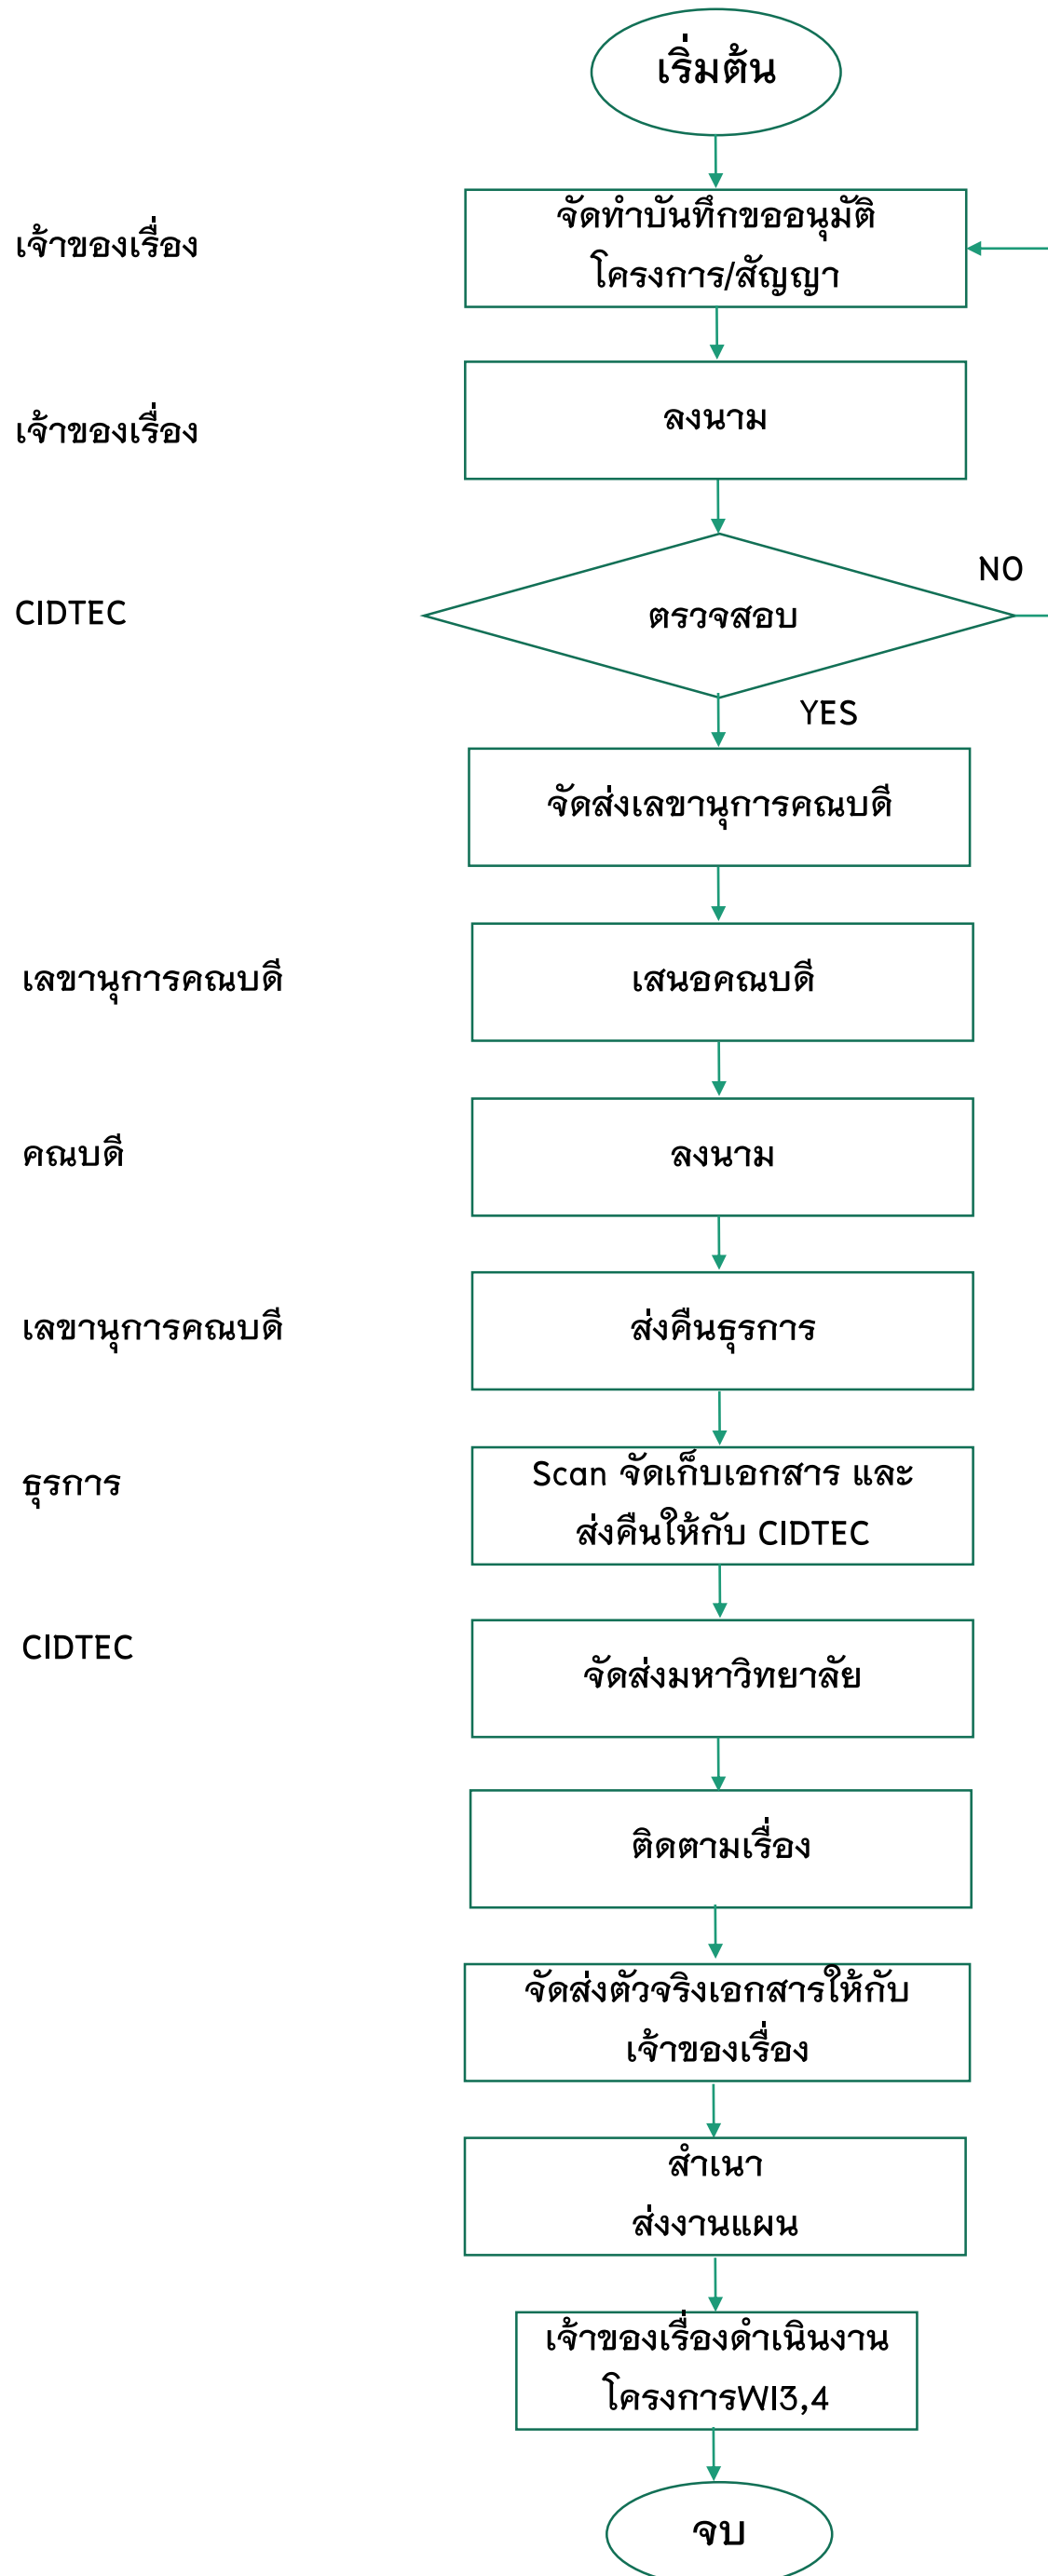 เริ่มต้น
เจ้าของเรื่อง
จัดทำบันทึกขออนุมัติ
โครงการ/สัญญา
เจ้าของเรื่อง
ลงนาม
NO
CIDTEC
ตรวจสอบ
YES
จัดส่งเลขานุการคณบดี
เลขานุการคณบดี
เสนอคณบดี
คณบดี
ลงนาม
เลขานุการคณบดี
ส่งคืนธุรการ
ธุรการ
Scan จัดเก็บเอกสาร และ
ส่งคืนให้กับ CIDTEC
CIDTEC
จัดส่งมหาวิทยาลัย
ติดตามเรื่อง
จัดส่งตัวจริงเอกสารให้กับ
เจ้าของเรื่อง
สำเนา
ส่งงานแผน
เจ้าของเรื่องดำเนินงาน
โครงการWI3,4
จบ